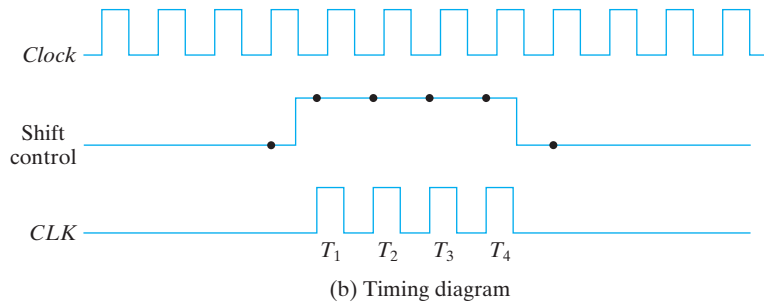 Clock
Shift
control
CLK
T₁ T₂ T₃ T₄
(b) Timing diagram